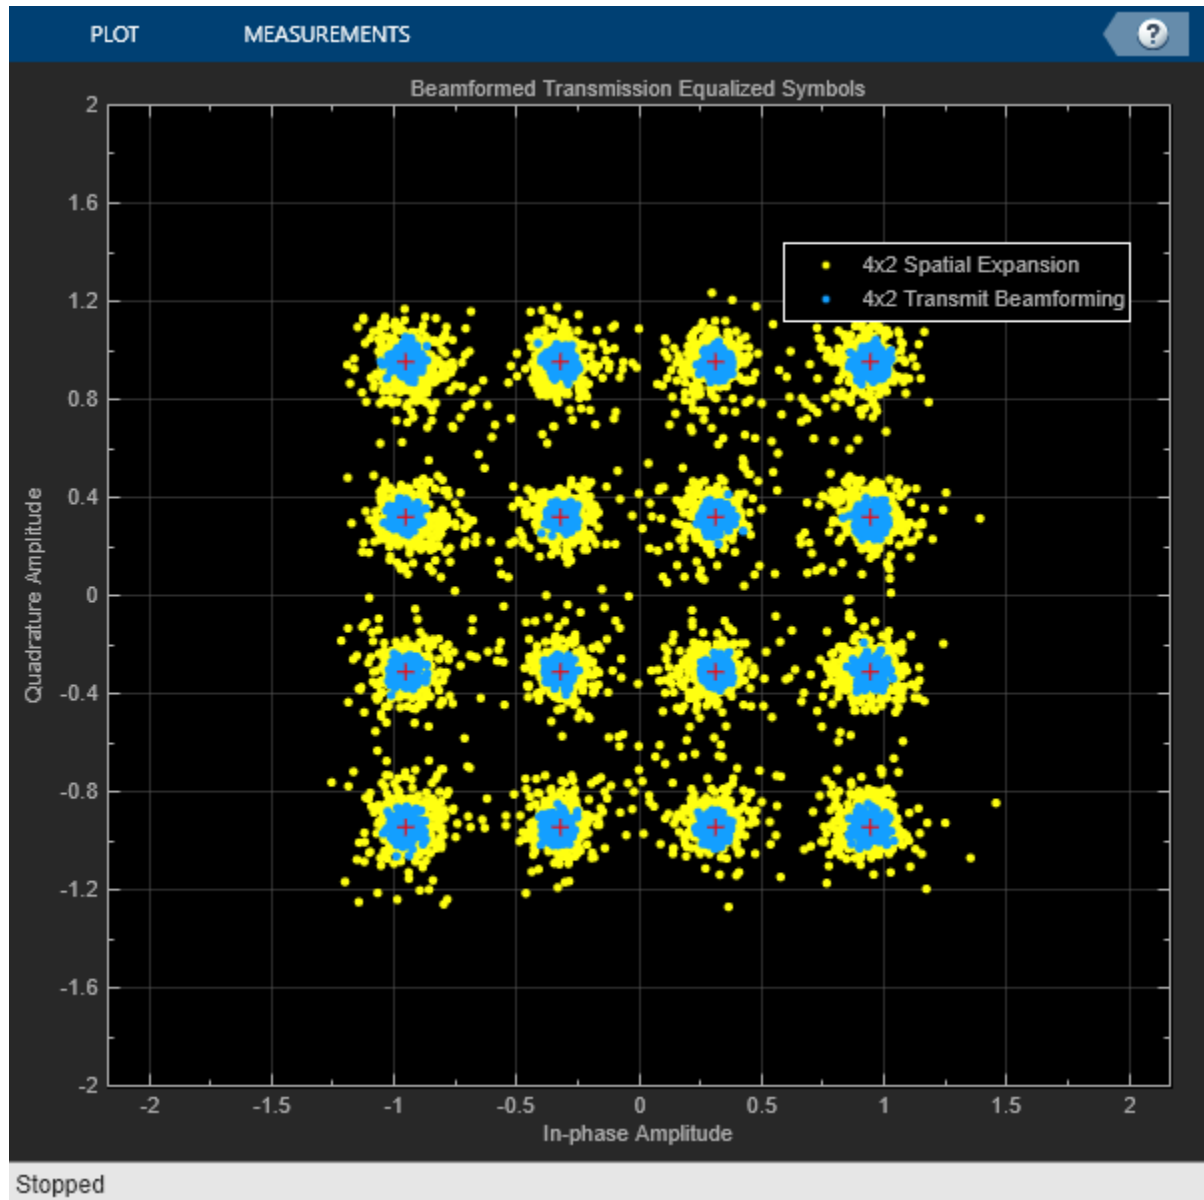 PLOT MEASUREMENTS ?
Beamformed Transmission Equalized Symbols
2
1.6
1.2
0.8
0.4
0
-0.4
-0.8
-1.2
-1.6
-2
Quadrature Amplitude
4x2 Spatial Expansion
4x2 Transmit Beamforming
-2 -1.5 -1 -0.5 0 0.5 1 1.5 2
In-phase Amplitude
Stopped